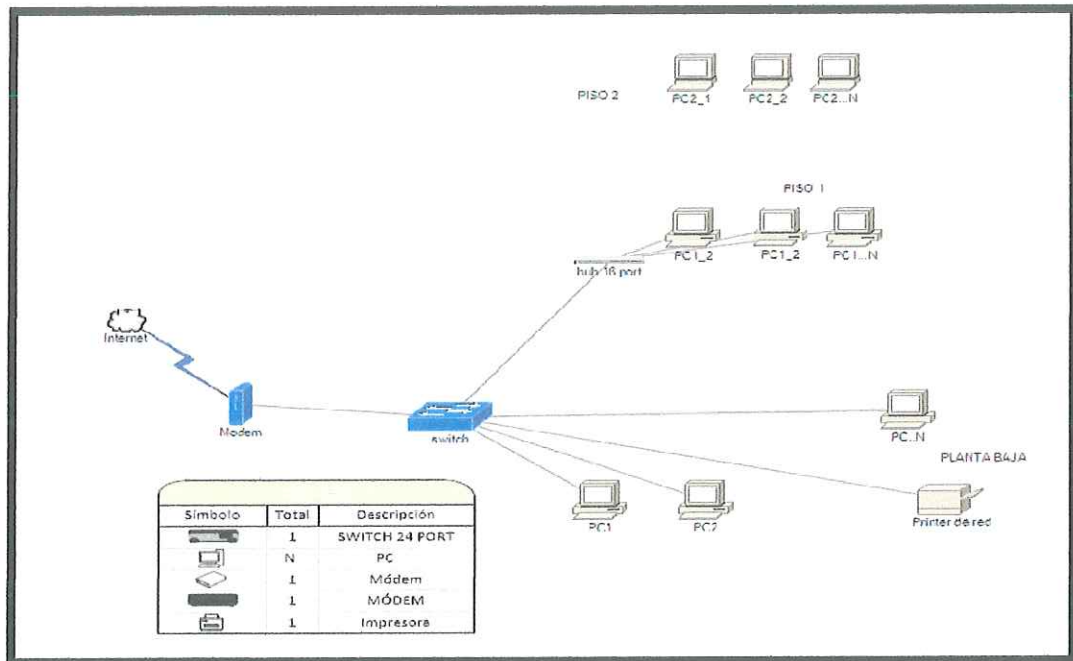 PISO 2
PC2_1
PC2_2
PC2...N
PISO 1
PC1_2
PC1_2
PC1...N
hub 16 port
Internet
Modem
switch
PC..N
PLANTA BAJA
PC1
PC2
Printer de red
Símbolo Total Descripción
1 SWITCH 24 PORT
N PC
1 Módem
1 MÓDEM
1 Impresora